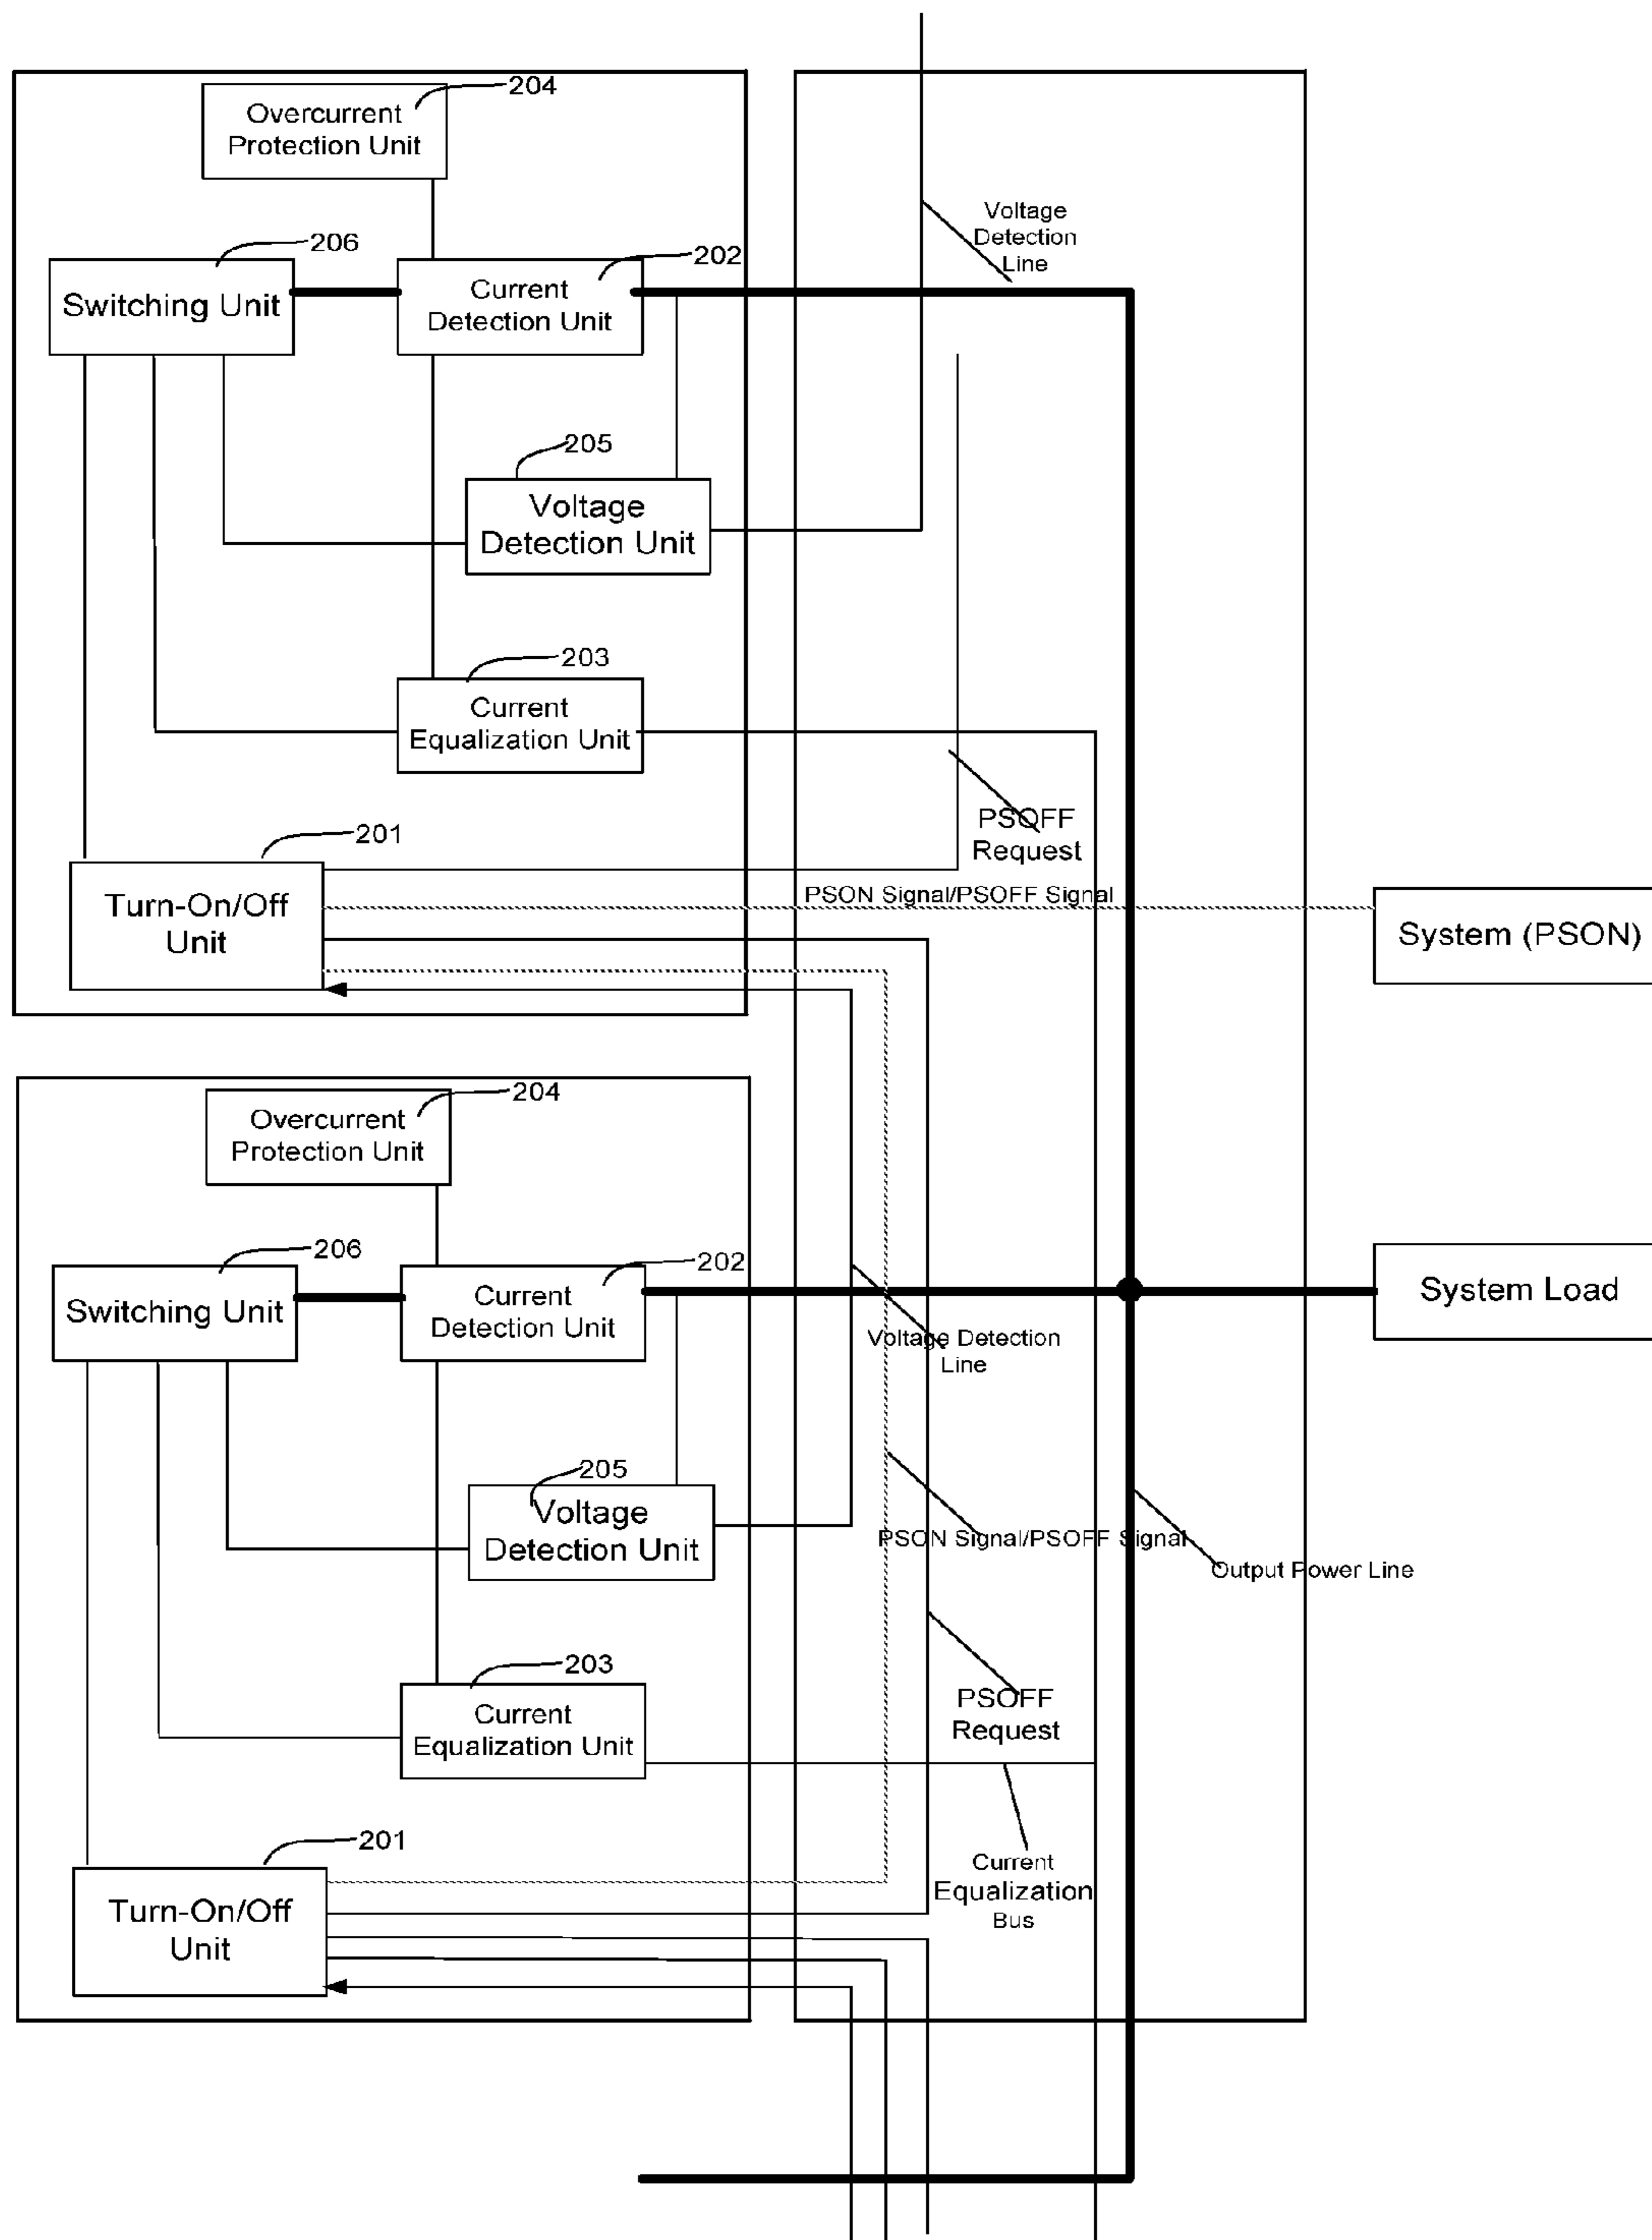 204
Overcurrent
Protection Unit
Voltage
Detection
Line
206
202
Switching Unit
Current
Detection Unit
205
Voltage
Detection Unit
203
Current
Equalization Unit
PSOFF
Request
201
PSON Signal/PSOFF Signal
Turn-On/Off
Unit
System (PSON)
204
Overcurrent
Protection Unit
206
202
Switching Unit
Current
Detection Unit
System Load
Voltage Detection
Line
205
Voltage
Detection Unit
PSON Signal/PSOFF Signal
Output Power Line
203
Current
Equalization Unit
PSOFF
Request
201
Current
Equalization
Bus
Turn-On/Off
Unit